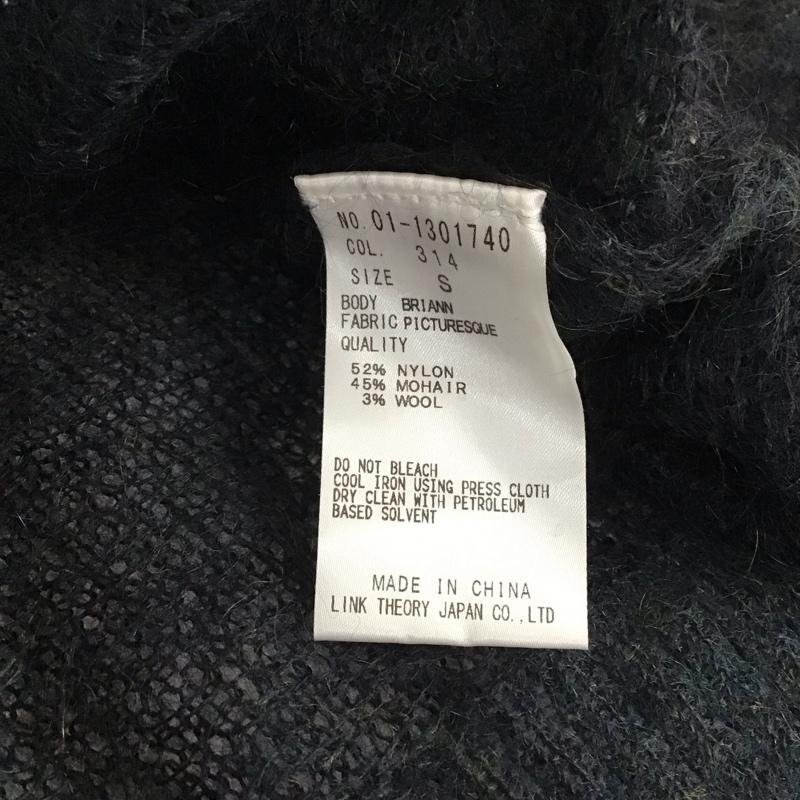 NO. 01-1301740
COL. 314
SIZE S
BODY BRIANN
FABRIC PICTURESQUE
QUALITY
52% NYLON
45% MOHAIR
3% WOOL
DO NOT BLEACH
COOL IRON USING PRESS CLOTH
DRY CLEAN WITH PETROLEUM
BASED SOLVENT
MADE IN CHINA
LINK THEORY JAPAN CO.,LTD